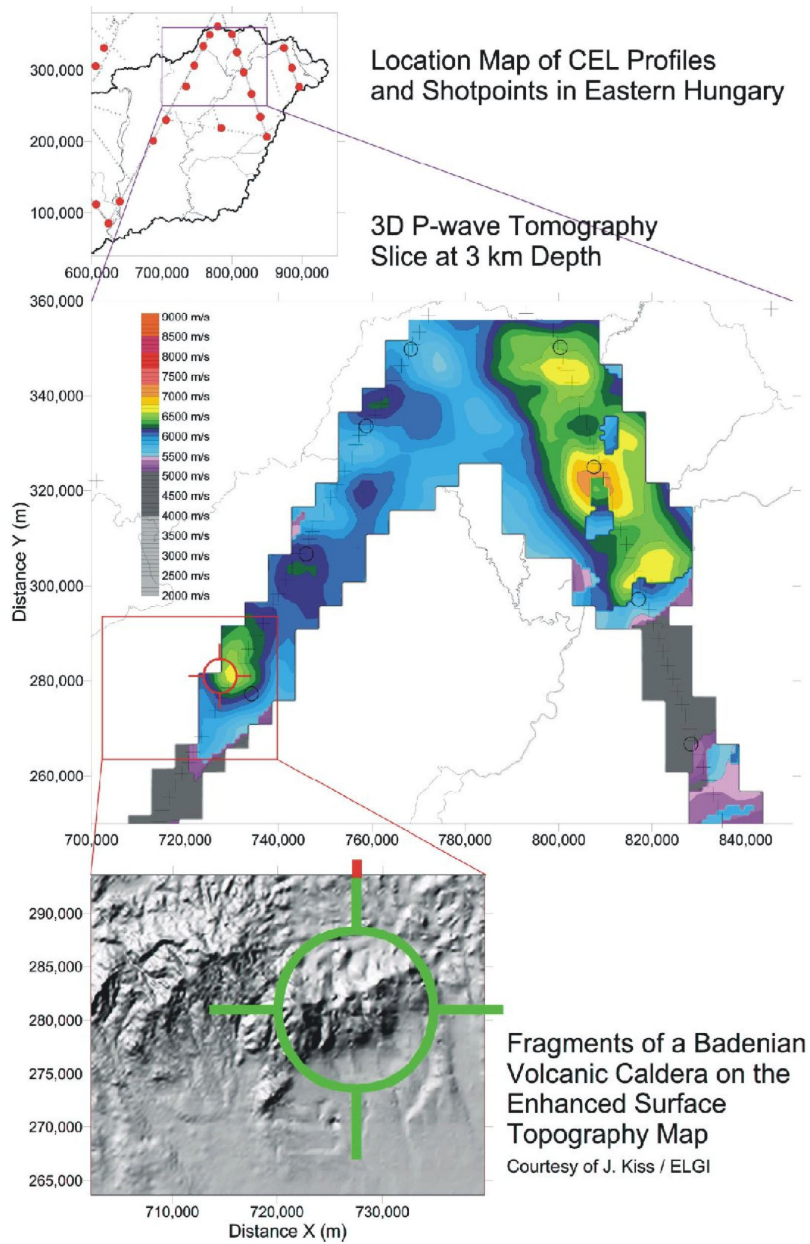 Location Map of CEL Profiles
and Shotpoints in Eastern Hungary
300,000
200,000
100,000
600,000 700,000 800,000 900,000
3D P-wave Tomography
Slice at 3 km Depth
360,000
340,000
320,000
300,000
280,000
260,000
Distance Y (m)
9000 m/s
8500 m/s
8000 m/s
7500 m/s
7000 m/s
6500 m/s
6000 m/s
5500 m/s
5000 m/s
4500 m/s
4000 m/s
3500 m/s
3000 m/s
2500 m/s
2000 m/s
700,000 720,000 740,000 760,000 780,000 800,000 820,000 840,000
290,000
285,000
280,000
275,000
270,000
265,000
710,000 720,000 730,000
Distance X (m)
Fragments of a Badenian
Volcanic Caldera on the
Enhanced Surface
Topography Map
Courtesy of J. Kiss / ELGI